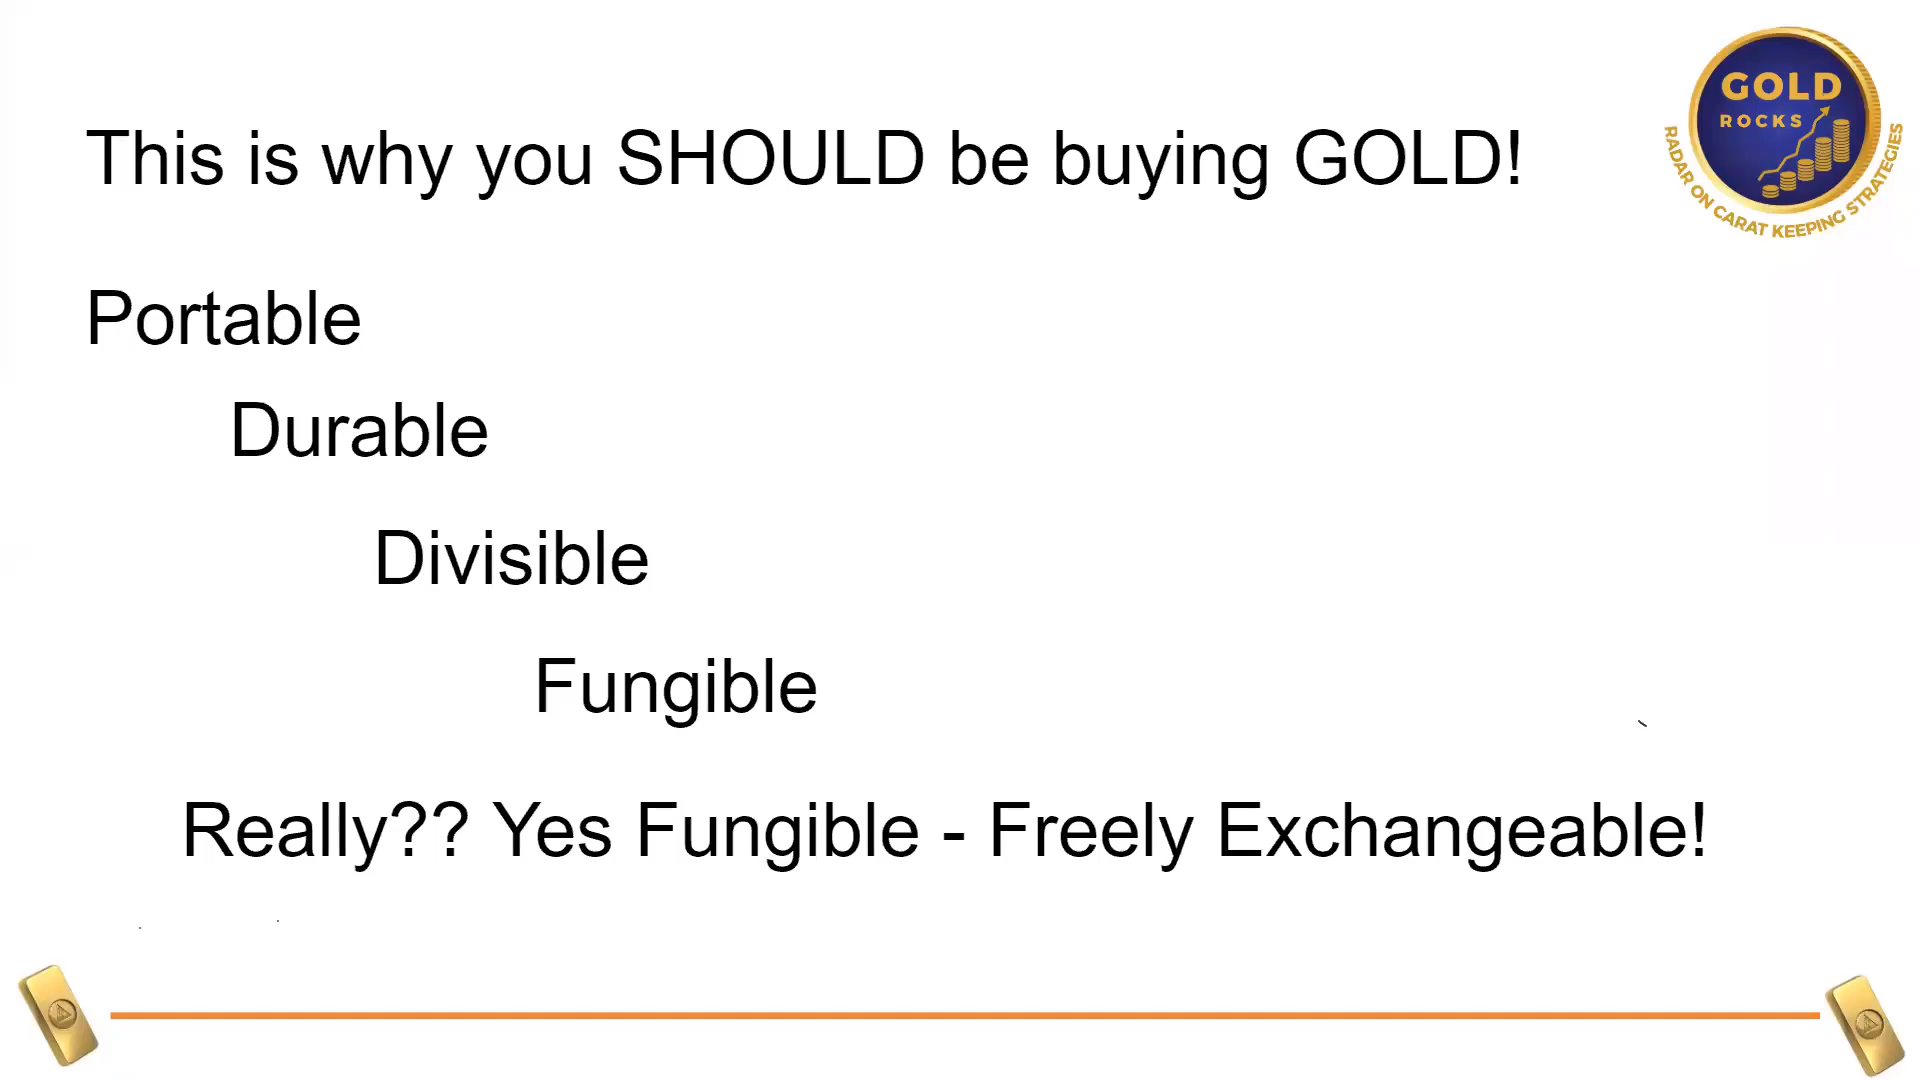 This is why you SHOULD be buying GOLD!
GOLD
ROCKS
RADAR ON CARAT KEEPING STRATEGIES
Portable
Durable
Divisible
Fungible
Really?? Yes Fungible - Freely Exchangeable!